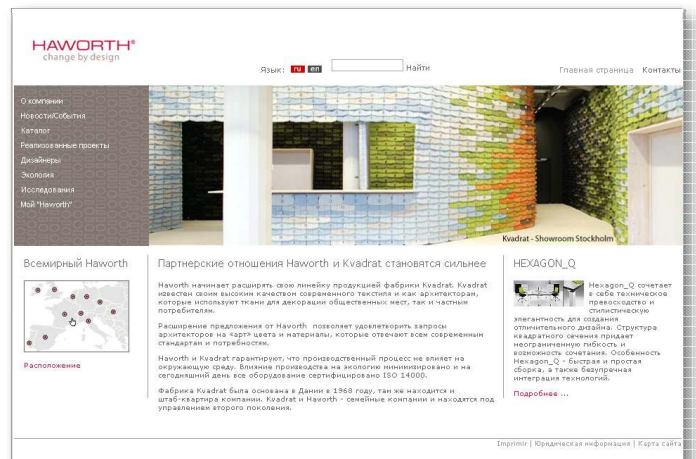 HAWORTH®
change by design
Язык: ru en
Найти
Главная страница Контакты
О компании
Новости/События
Каталог
Реализованные проекты
Дизайнеры
Экология
Исследования
Мой "Haworth"
Kvadrat - Showroom Stockholm
Всемирный Haworth
Расположение
Партнерские отношения Haworth и Kvadrat становятся сильнее
Haworth начинает расширять свою линейку продукцией фабрики Kvadrat. Kvadrat
известен своим высоким качеством современного текстиля и как архитекторам,
которые используют ткани для декорации общественных мест, так и частным
потребителям.
Расширение предложения от Haworth позволяет удовлетворить запросы
архитекторов на «арт» цвета и материалы, которые отвечают всем современным
стандартам и потребностям.
Haworth и Kvadrat гарантируют, что производственный процесс не влияет на
окружающую среду. Влияние производства на экологию минимизировано и на
сегодняшний день все оборудование сертифицировано ISO 14000.
Фабрика Kvadrat была основана в Дании в 1968 году, там же находится и
штаб-квартира компании. Kvadrat и Haworth - семейные компании и находятся под
управлением второго поколения.
HEXAGON_Q
Hexagon_Q сочетает
в себе техническое
превосходство и
стилистическую
элегантность для создания
отличительного дизайна. Структура
квадратного сечения придает
неограниченную гибкость и
возможность сочетания. Особенность
Hexagon_Q - быстрая и простая
сборка, а также безупречная
интеграция технологий.
Подробнее ...
Imprimir | Юридическая информация | Карта сайта